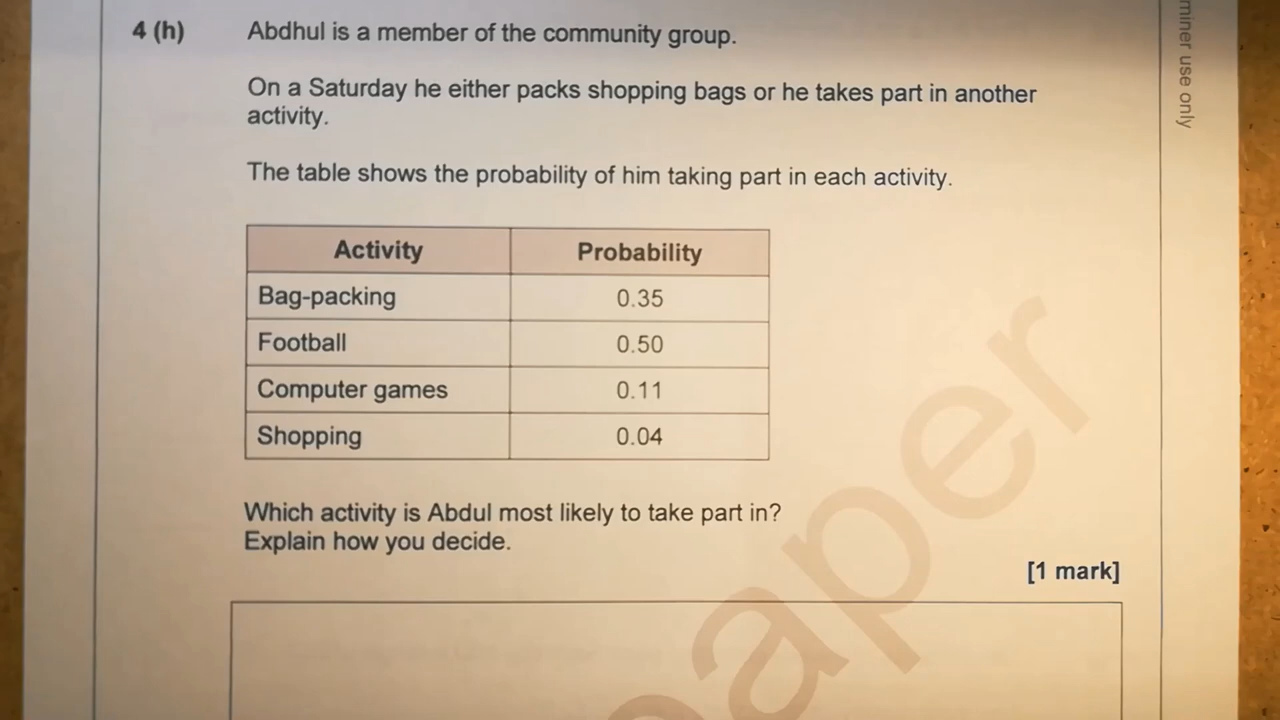 4 (h) Abdhul is a member of the community group.
On a Saturday he either packs shopping bags or he takes part in another
activity.
The table shows the probability of him taking part in each activity.
Activity Probability
Bag-packing 0.35
Football 0.50
Computer games 0.11
Shopping 0.04
Which activity is Abdul most likely to take part in?
Explain how you decide.
[1 mark]
aper
miner use only